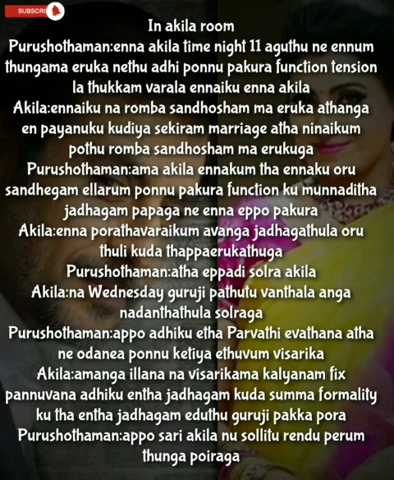 SUBSCRI
In akila room
Purushothaman:enna akila time night 11 aguthu ne ennum
thungama eruka nethu adhi ponnu pakura function tension
la thukkam varala ennaiku enna akila
Akila:ennaiku na romba sandhosham ma eruka athanga
en payanuku kudiya sekiram marriage atha ninaikum
pothu romba sandhosham ma erukuga
Purushothaman:ama akila ennakum tha ennaku oru
sandhegam ellarum ponnu pakura function ku munnaditha
jadhagam papaga ne enna eppo pakura
Akila:enna porathavaraikum avanga jadhagathula oru
thuli kuda thappaerukathuga
Purushothaman:atha eppadi solra akila
Akila:na Wednesday guruji pathutu vanthala anga
nadanthathula solraga
Purushothaman:appo adhiku etha Parvathi evathana atha
ne odanea ponnu ketiya ethuvum visarika
Akila:amanga illana na visarikama kalyanam fix
pannuvana adhiku entha jadhagam kuda summa formality
ku tha entha jadhagam eduthu guruji pakka pora
Purushothaman:appo sari akila nu sollitu rendu perum
thunga poiraga